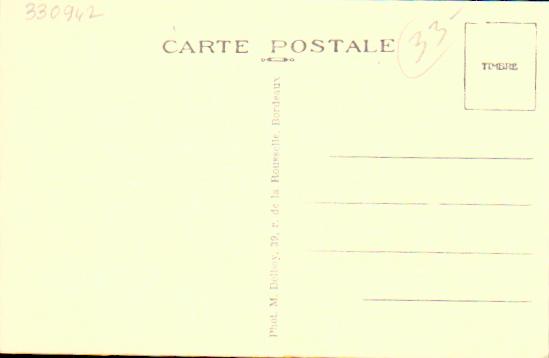 330942
CARTE POSTALE
33
TIMBRE
Phot. M. Delboy, 39, r. de la Rousselle, Bordeaux